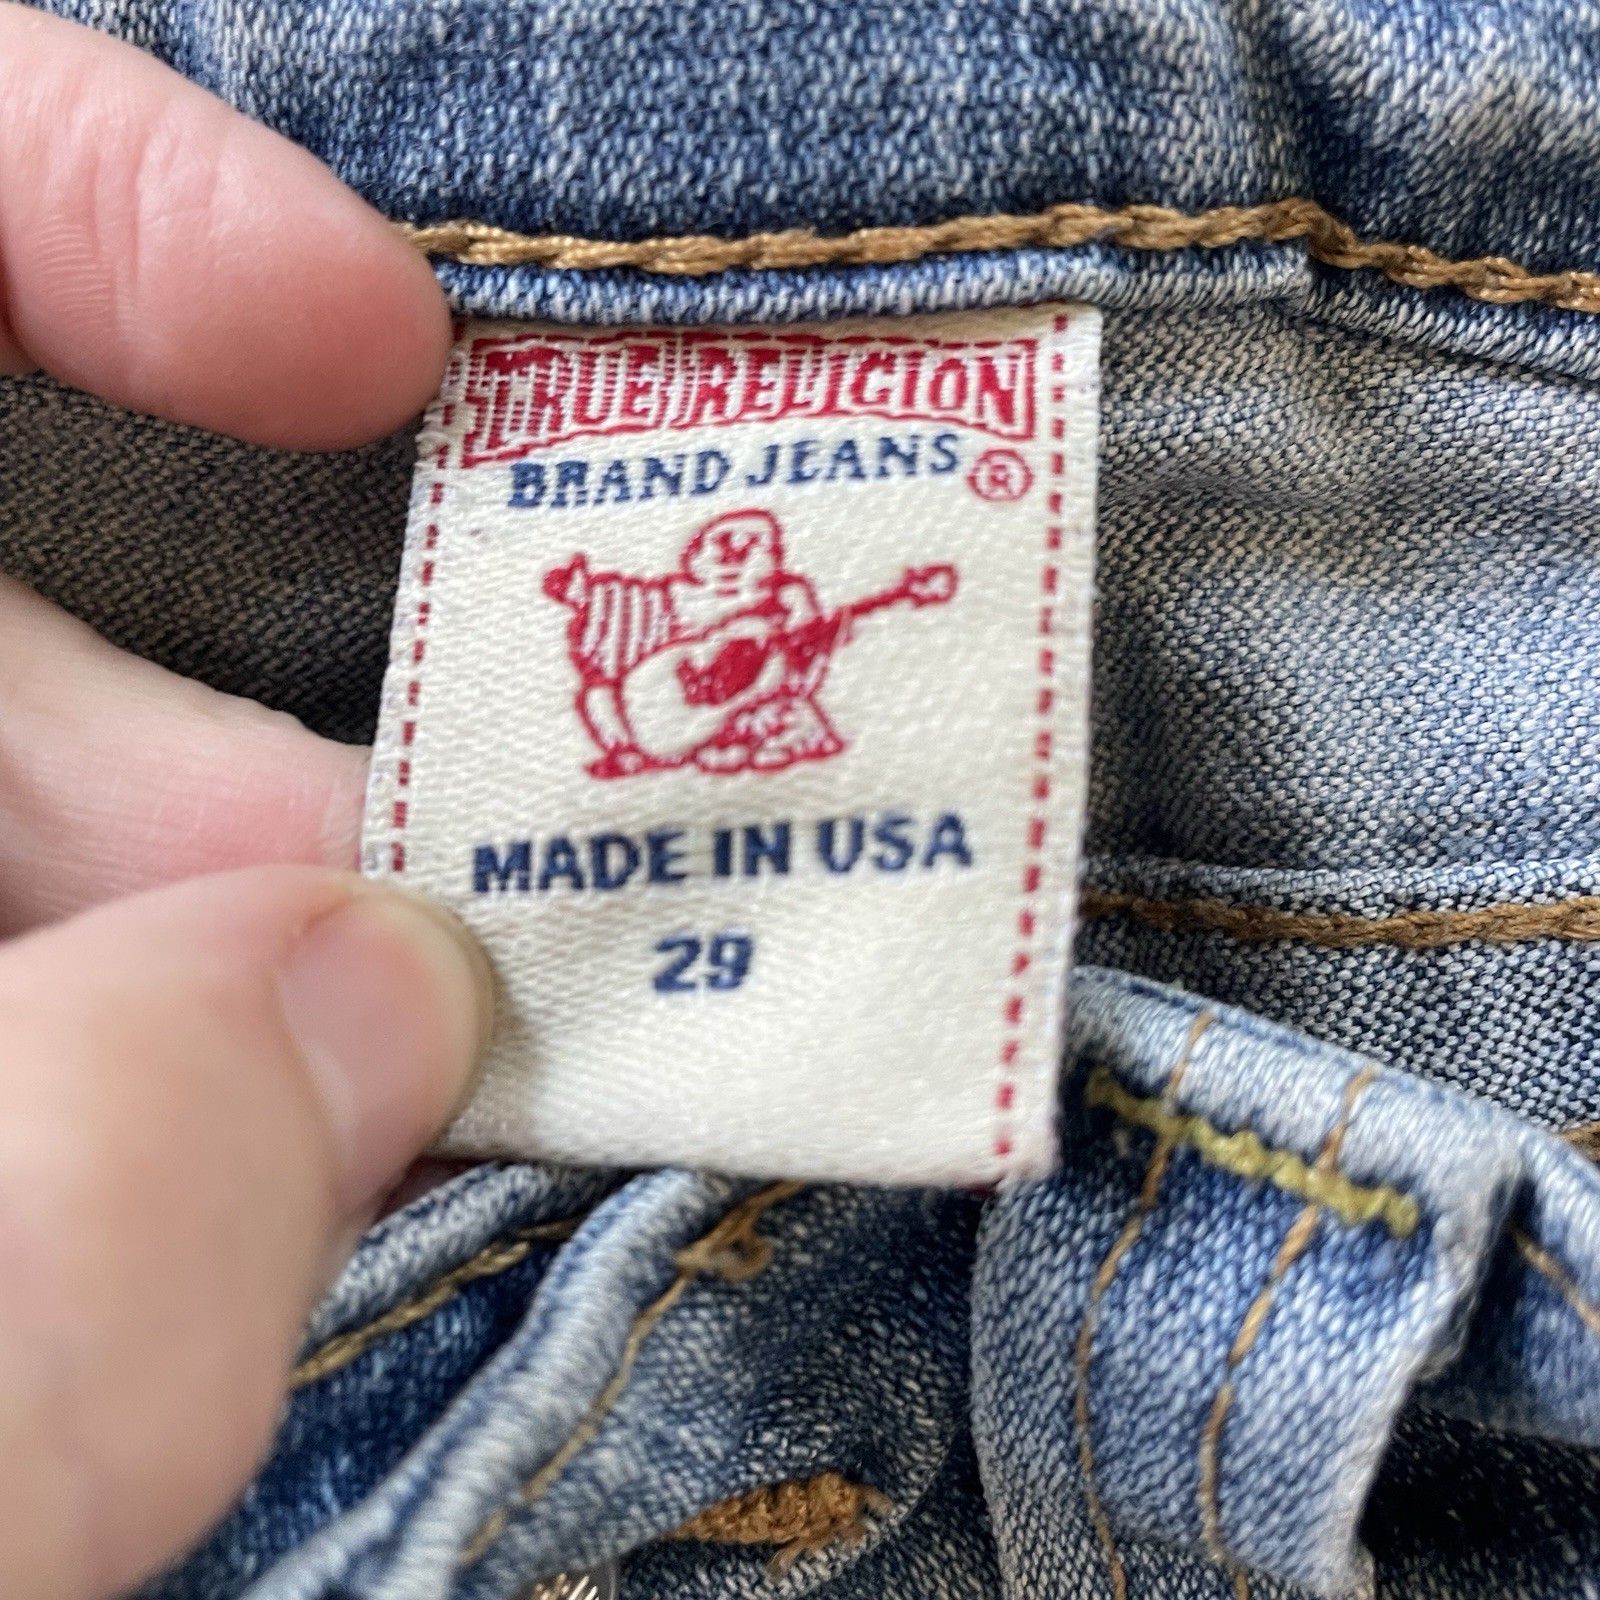 TRUE RELIGION
BRAND JEANS
®
MADE IN USA
29